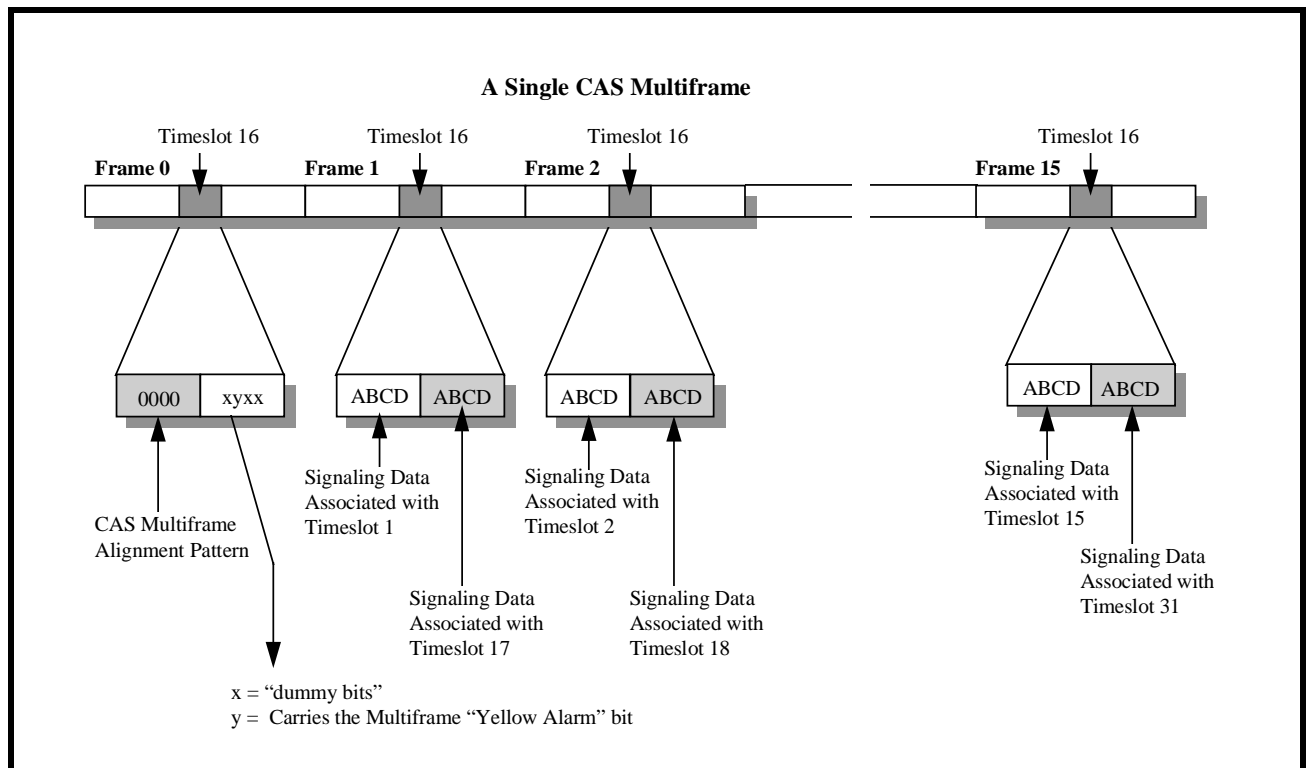 A Single CAS Multiframe
Timeslot 16
Timeslot 16
Timeslot 16
Timeslot 16
Frame 0
Frame 1
Frame 2
Frame 15
0000
xyxx
ABCD
ABCD
ABCD
ABCD
ABCD
ABCD
CAS Multiframe
Alignment Pattern
Signaling Data
Associated with
Timeslot 1
Signaling Data
Associated with
Timeslot 17
Signaling Data
Associated with
Timeslot 2
Signaling Data
Associated with
Timeslot 18
Signaling Data
Associated with
Timeslot 15
Signaling Data
Associated with
Timeslot 31
x = “dummy bits”
y =  Carries the Multiframe “Yellow Alarm” bit